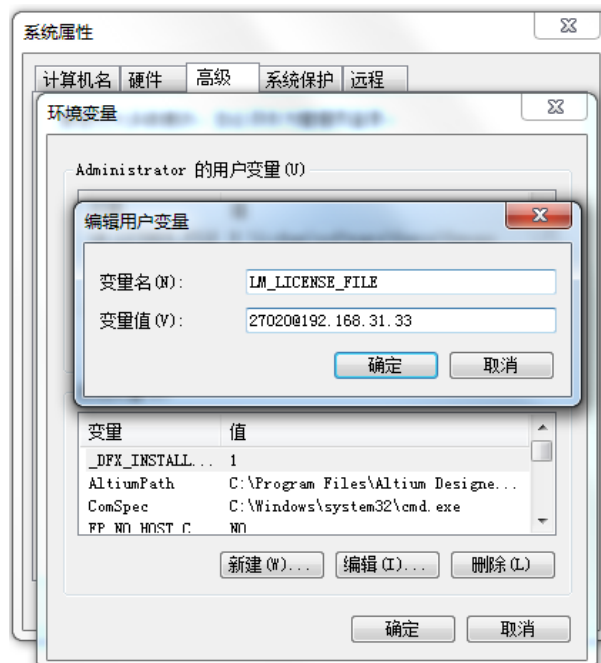 系统属性
计算机名 硬件 高级 系统保护 远程
环境变量
Administrator 的用户变量(U)
编辑用户变量
变量名(N): LM_LICENSE_FILE
变量值(V): 27020@192.168.31.33
确定 取消
变量 值
_DFX_INSTALL... 1
AltiumPath C:\Program Files\Altium Designe...
ComSpec C:\Windows\system32\cmd.exe
FP_NO_HOST_C NO
新建(W)... 编辑(I)... 删除(L)
确定 取消